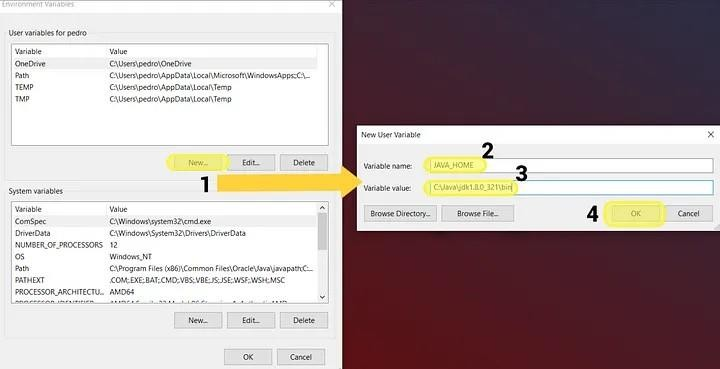 Environment Variables
User variables for pedro
Variable Value
OneDrive C:\Users\pedro\OneDrive
Path C:\Users\pedro\AppData\Local\Microsoft\WindowsApps;C:\...
TEMP C:\Users\pedro\AppData\Local\Temp
TMP C:\Users\pedro\AppData\Local\Temp
New... Edit... Delete
1
System variables
Variable Value
ComSpec C:\Windows\system32\cmd.exe
DriverData C:\Windows\System32\Drivers\DriverData
NUMBER_OF_PROCESSORS 12
OS Windows_NT
Path C:\Program Files (x86)\Common Files\Oracle\Java\javapath;C:...
PATHEXT .COM;.EXE;.BAT;.CMD;.VBS;.VBE;.JS;.JSE;.WSF;.WSH;.MSC
PROCESSOR_ARCHITECTU... AMD64
New... Edit... Delete
OK Cancel
New User Variable
2
Variable name: JAVA_HOME
3
Variable value: C:\Java\jdk1.8.0_321\bin
4
Browse Directory... Browse File... OK Cancel